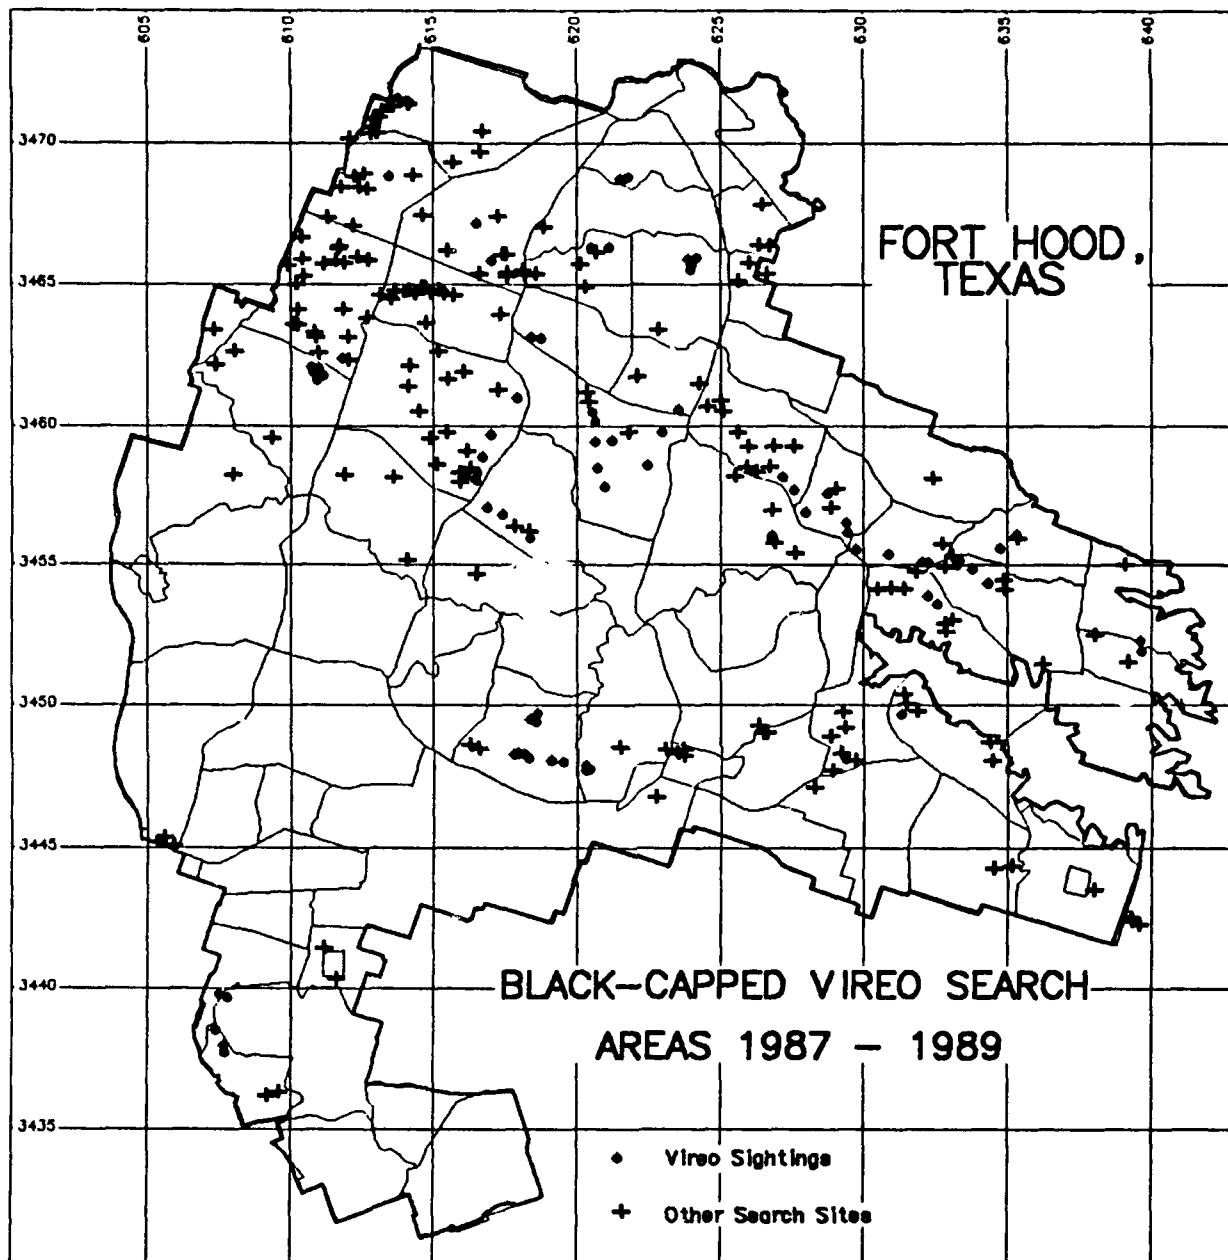 605 610 615 620 625 630 635 640
3470
FORT HOOD,
TEXAS
3465
3460
3455
3450
3445
3440
BLACK-CAPPED VIREO SEARCH
AREAS 1987 - 1989
3435
Vireo Sightings
Other Search Sites